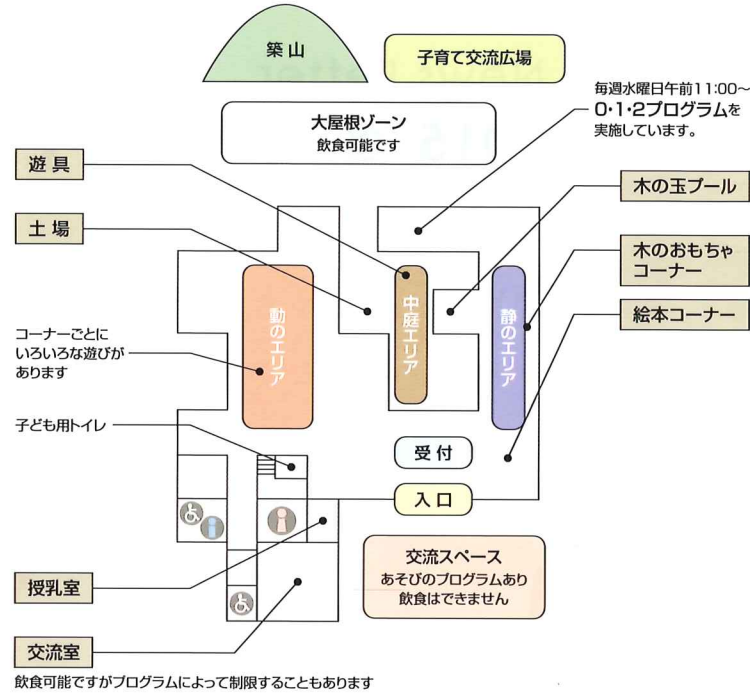 築山
子育て交流広場
毎週水曜日午前11:00～
0・1・2プログラムを
実施しています。
大屋根ゾーン
飲食可能です
遊具
木の玉プール
土場
木のおもちゃ
コーナー
絵本コーナー
動のエリア
中庭エリア
静のエリア
コーナーごとに
いろいろな遊びが
あります
子ども用トイレ
受付
入口
交流スペース
あそびのプログラムあり
飲食はできません
授乳室
交流室
飲食可能ですがプログラムによって制限することもあります